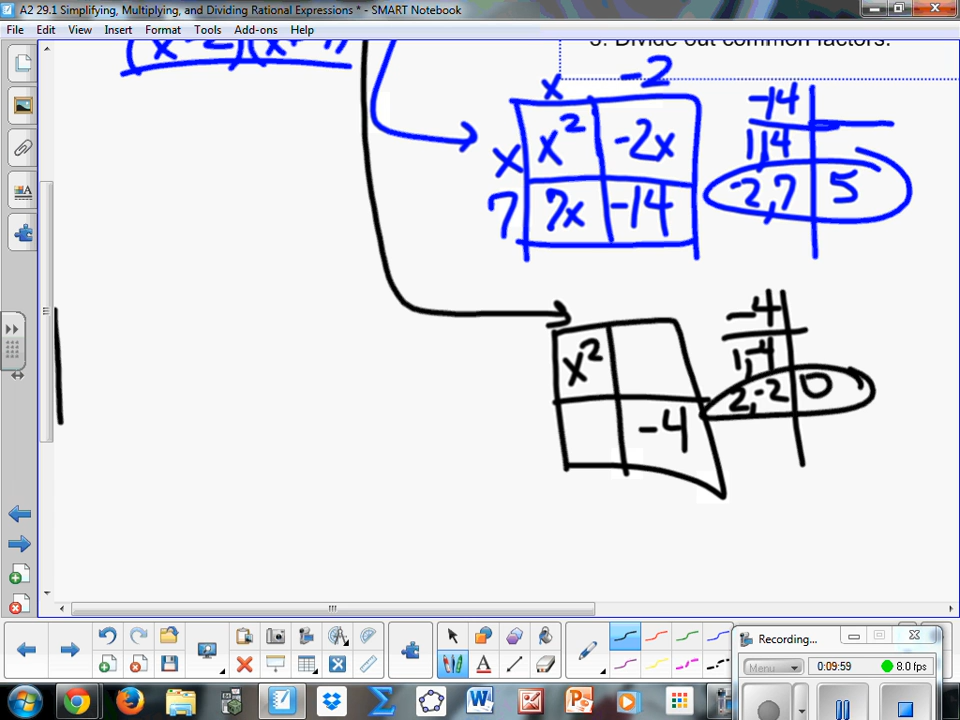 A2 29.1 Simplifying, Multiplying, and Dividing Rational Expressions * - SMART Notebook
File Edit View Insert Format Tools Add-ons Help
3. Divide out common factors.
x -2
x x² -2x
7 7x -14
-14
1,14
-2,7 5
x²
-4
-4
1,-4
2,-2 0
Recording...
Menu
0:09:59
8.0 fps